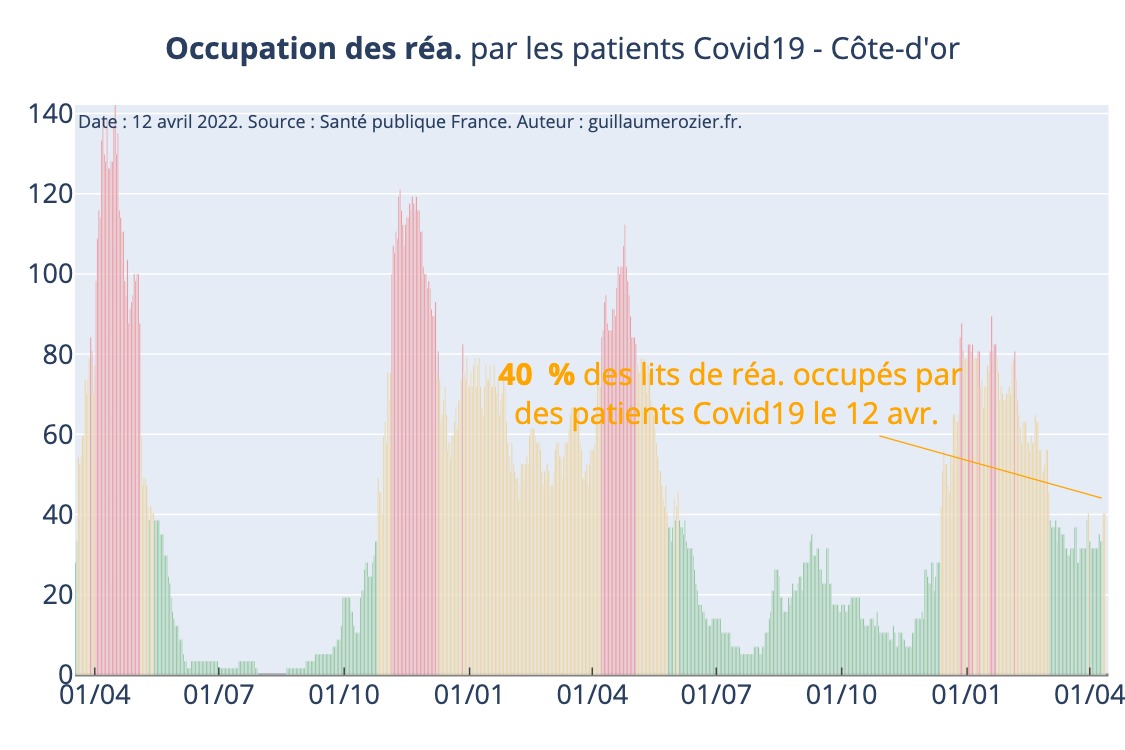 Occupation des réa. par les patients Covid19 - Côte-d'or
140
Date : 12 avril 2022. Source : Santé publique France. Auteur : guillaumerozier.fr.
120
100
80
40 % des lits de réa. occupés par
des patients Covid19 le 12 avr.
60
40
20
0
01/04 01/07 01/10 01/01 01/04 01/07 01/10 01/01 01/04